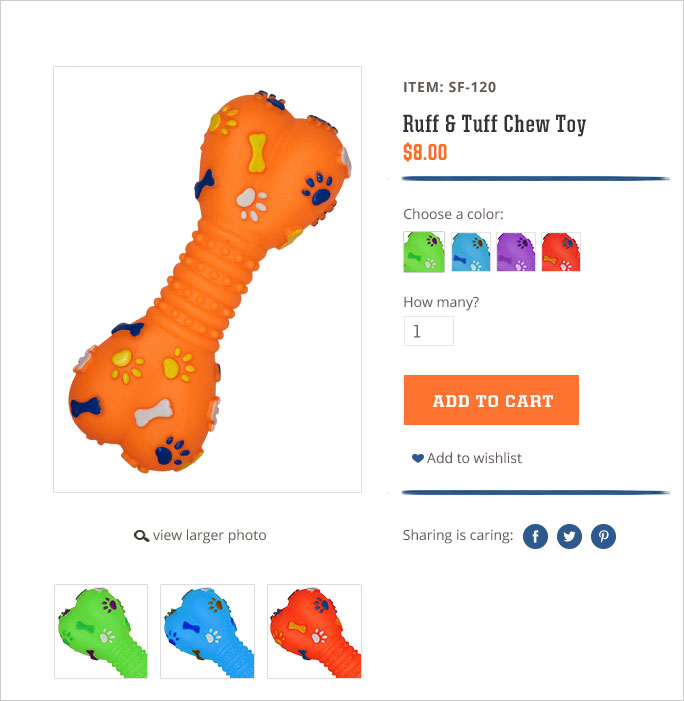 ITEM: SF-120
Ruff & Tuff Chew Toy
$8.00
Choose a color:
How many?
1
ADD TO CART
Add to wishlist
view larger photo
Sharing is caring: